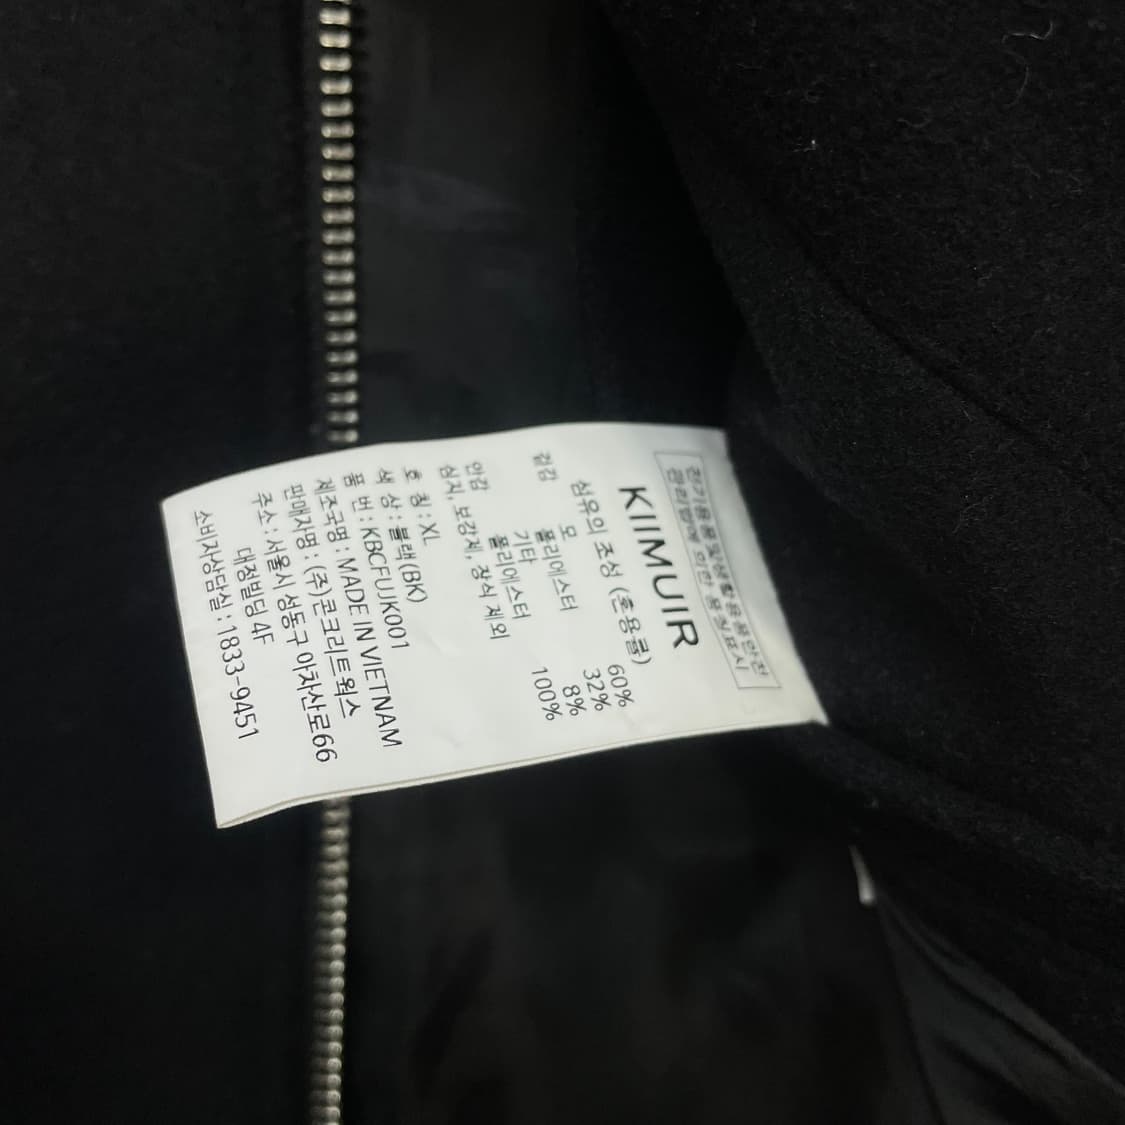 전기용품및생활용품안전
관리법에 의한 품질표시
KIIMUIR
섬유의 조성 (혼용률)
겉감 모 60%
폴리에스터 32%
기타 8%
안감 폴리에스터 100%
심지, 보강재, 장식 제외
호 칭 : XL
색 상 : 블랙(BK)
품 번 : KBCFUJK001
제조국명 : MADE IN VIETNAM
판매자명 : (주)콘크리트웍스
주소 : 서울시 성동구 아차산로66
대정빌딩 4F
소비자상담실 : 1833-9451